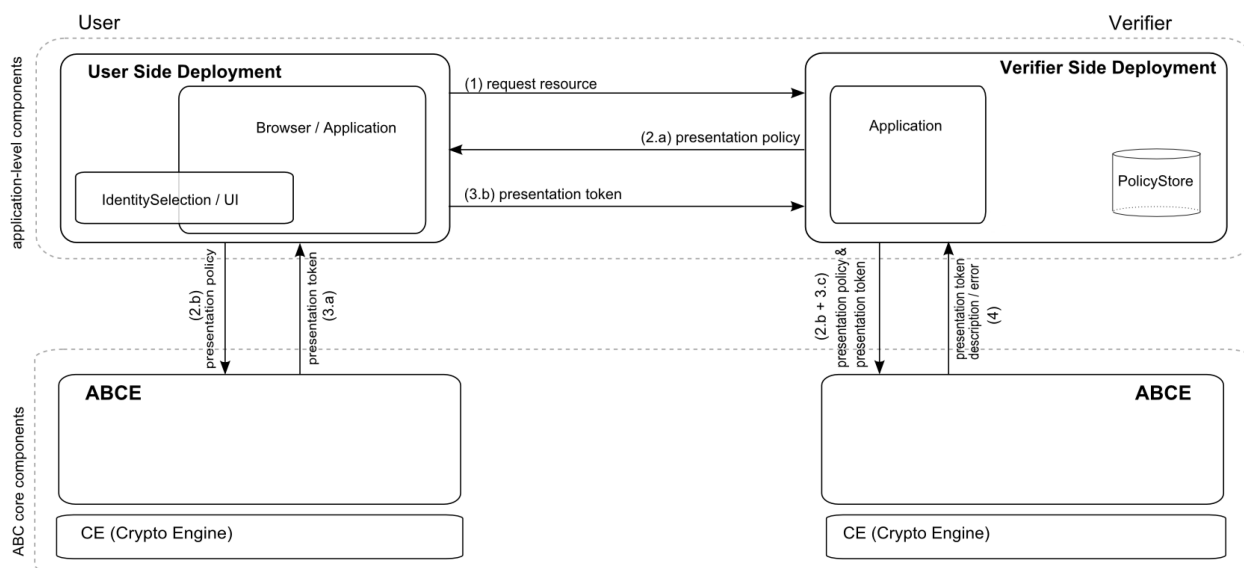 User
Verifier
application-level components
User Side Deployment
Verifier Side Deployment
(1) request resource
Browser / Application
Application
(2.a) presentation policy
PolicyStore
IdentitySelection / UI
(3.b) presentation token
(2.b)
presentation policy
presentation token
(3.a)
(2.b + 3.c)
presentation policy &
presentation token
presentation token
description / error
(4)
ABC core components
ABCE
ABCE
CE (Crypto Engine)
CE (Crypto Engine)